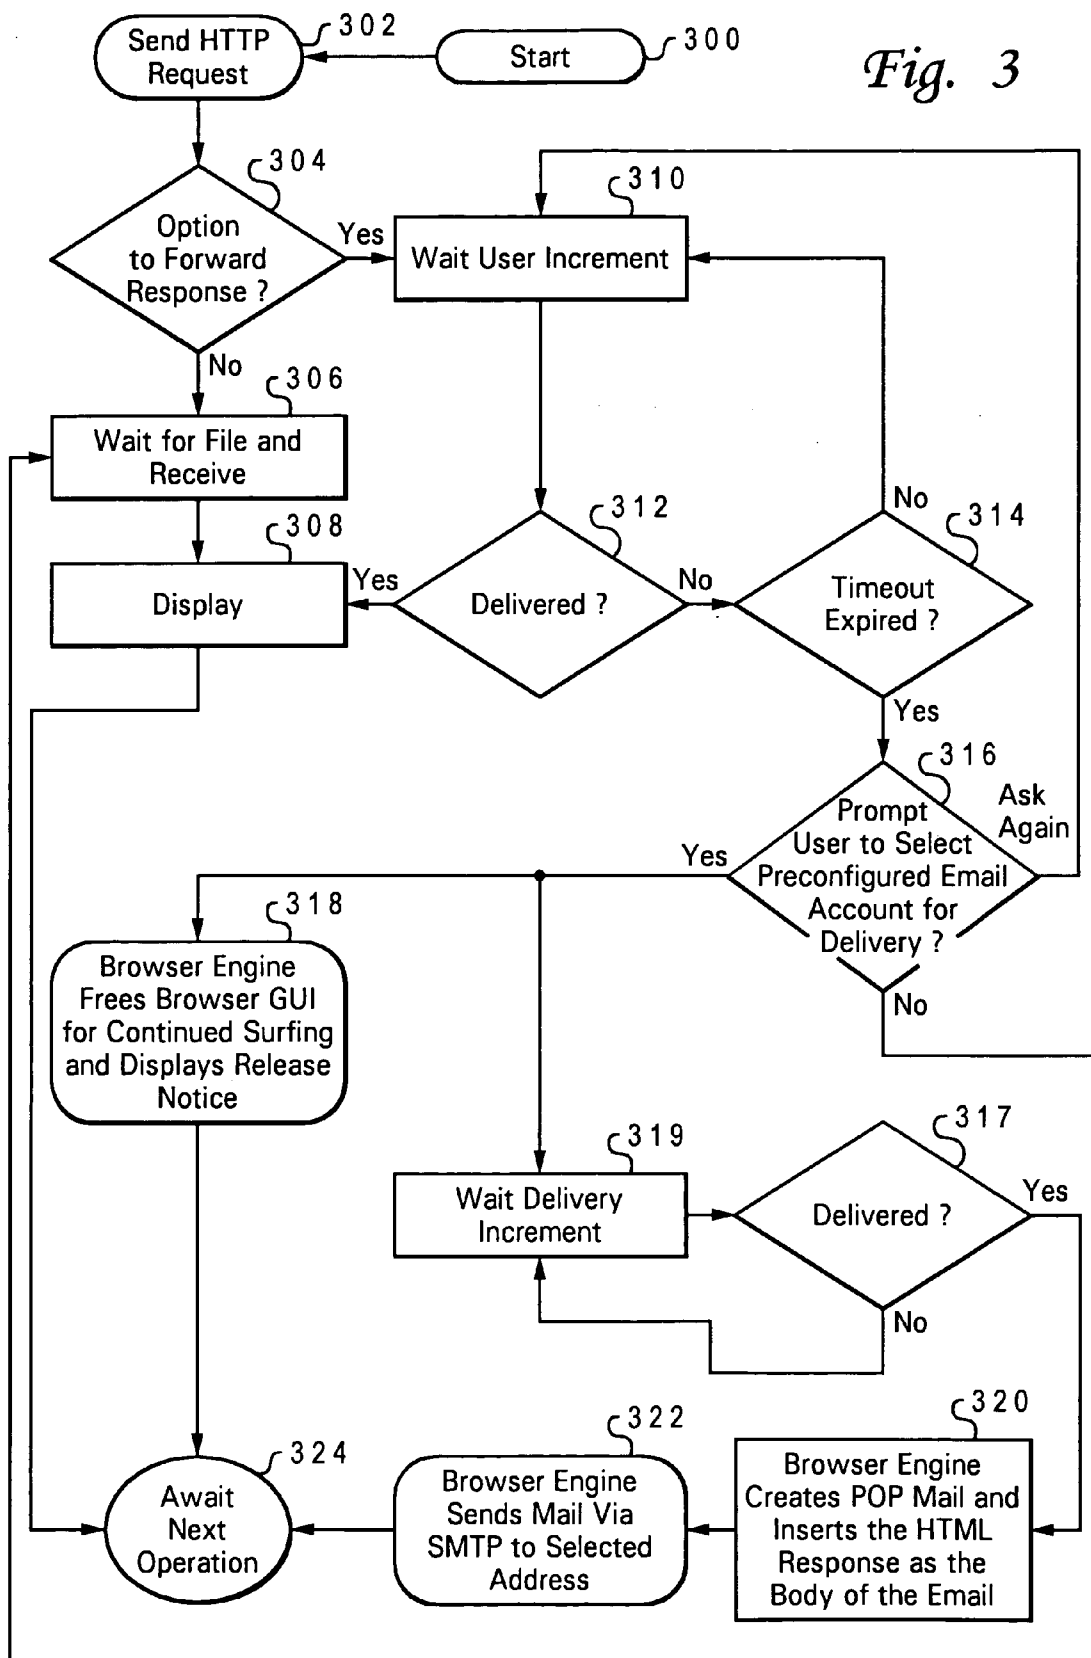 Send HTTP
Request
302
Start
300
Fig. 3
304
Option
to Forward
Response ?
Yes
No
310
Wait User Increment
306
Wait for File and
Receive
308
Display
Yes
312
Delivered ?
No
No
314
Timeout
Expired ?
Yes
316
Prompt
User to Select
Preconfigured Email
Account for
Delivery ?
Ask
Again
Yes
No
318
Browser Engine
Frees Browser GUI
for Continued Surfing
and Displays Release
Notice
319
Wait Delivery
Increment
317
Delivered ?
Yes
No
320
Browser Engine
Creates POP Mail and
Inserts the HTML
Response as the
Body of the Email
322
Browser Engine
Sends Mail Via
SMTP to Selected
Address
324
Await
Next
Operation